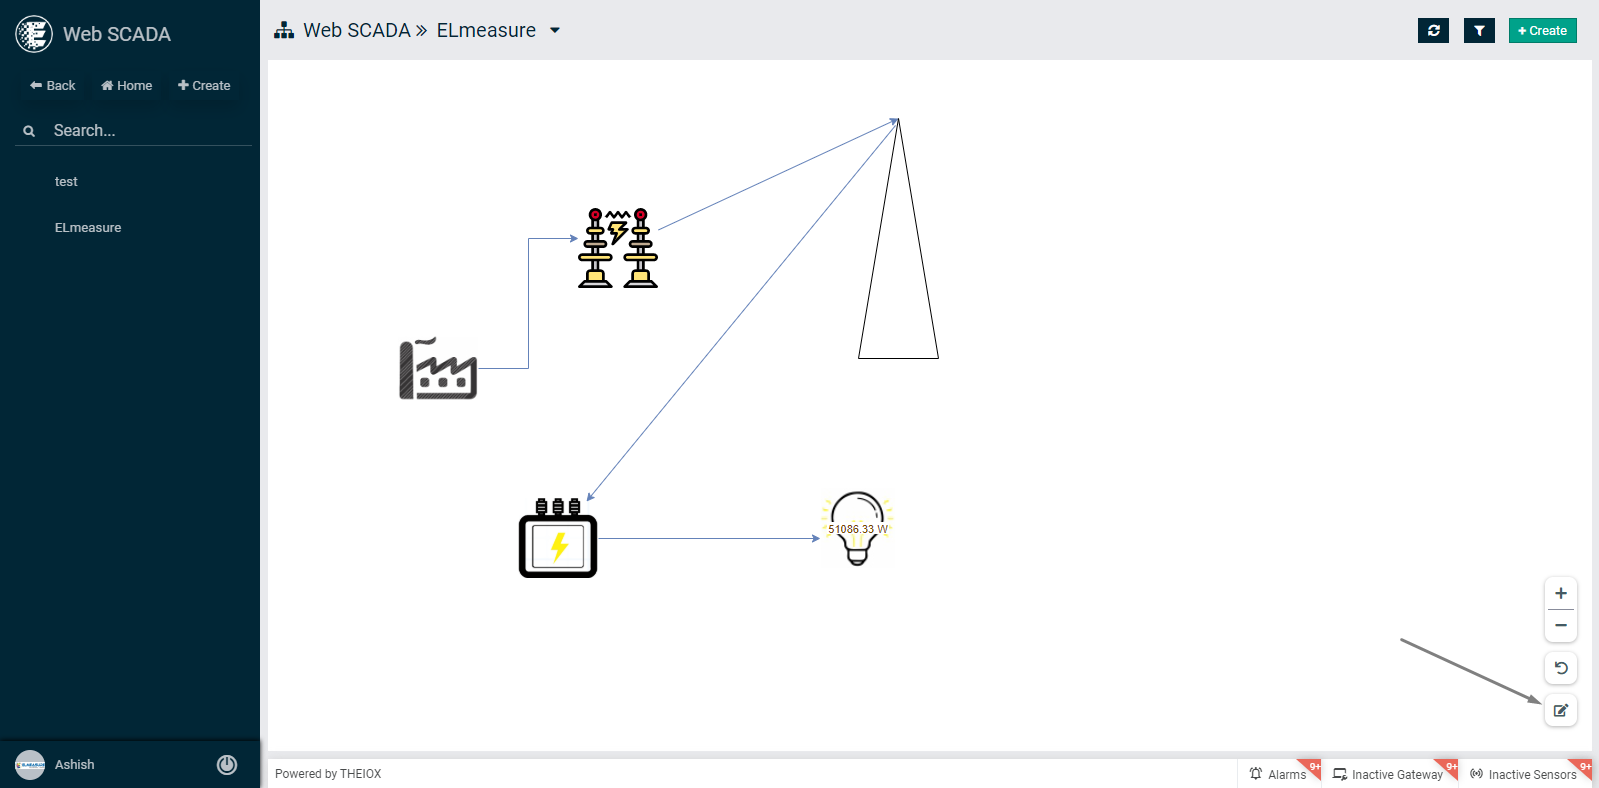 Web SCADA
Back
Home
Create
Search...
test
ELmeasure
Ashish
Web SCADA » ELmeasure
Create
51086.33 W
Powered by THEIOX
Alarms 9+
Inactive Gateway 9+
Inactive Sensors 9+